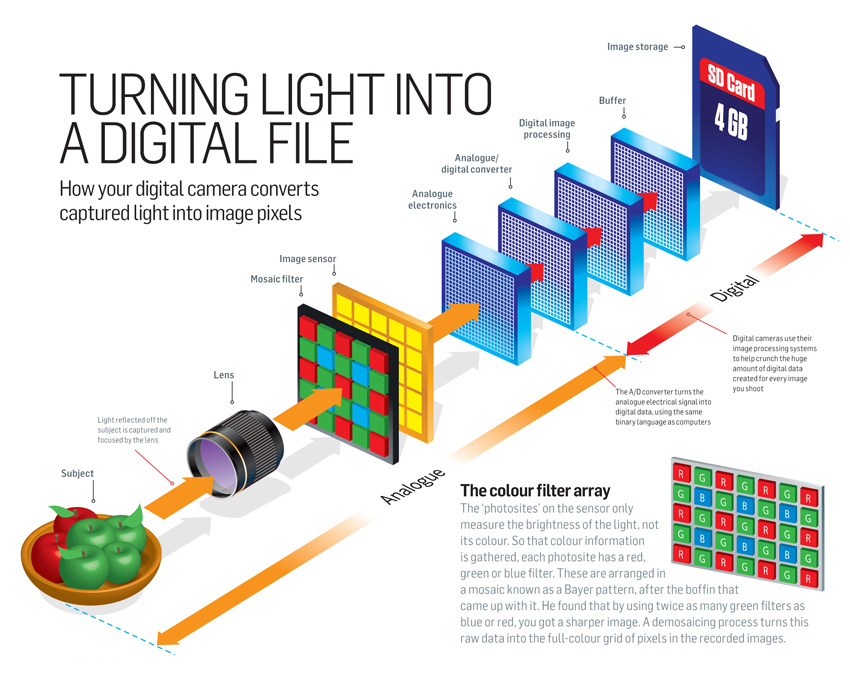 TURNING LIGHT INTO
A DIGITAL FILE
How your digital camera converts
captured light into image pixels
Image storage
SD Card
4 GB
Buffer
Digital image
processing
Analogue/
digital converter
Analogue
electronics
Image sensor
Mosaic filter
Lens
Light reflected off the
subject is captured and
focused by the lens
Subject
Analogue
Digital
The A/D converter turns the
analogue electrical signal into
digital data, using the same
binary language as computers
Digital cameras use their
image processing systems
to help crunch the huge
amount of digital data
created for every image
you shoot
The colour filter array
The 'photosites' on the sensor only
measure the brightness of the light, not
its colour. So that colour information
is gathered, each photosite has a red,
green or blue filter. These are arranged in
a mosaic known as a Bayer pattern, after the boffin that
came up with it. He found that by using twice as many green filters as
blue or red, you got a sharper image. A demosaicing process turns this
raw data into the full-colour grid of pixels in the recorded images.
R G R G R G R
G B G B G B G
R G R G R G R
G B G B G B G
R G R G R G R